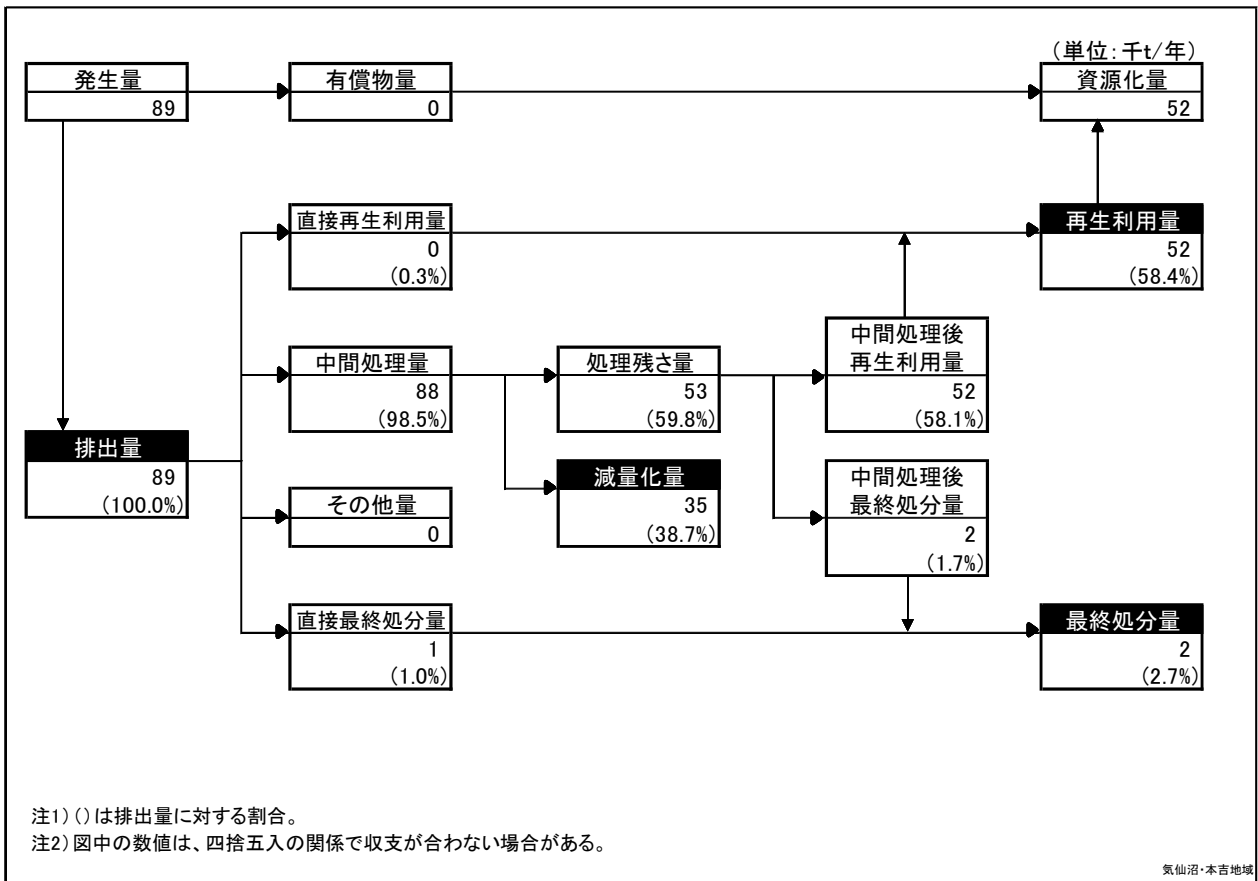 (単位:千t/年)
発生量
89
有償物量
0
資源化量
52
直接再生利用量
0
(0.3%)
再生利用量
52
(58.4%)
中間処理量
88
(98.5%)
処理残さ量
53
(59.8%)
中間処理後
再生利用量
52
(58.1%)
排出量
89
(100.0%)
その他量
0
減量化量
35
(38.7%)
中間処理後
最終処分量
2
(1.7%)
直接最終処分量
1
(1.0%)
最終処分量
2
(2.7%)
注1)()は排出量に対する割合。
注2)図中の数値は、四捨五入の関係で収支が合わない場合がある。
気仙沼・本吉地域